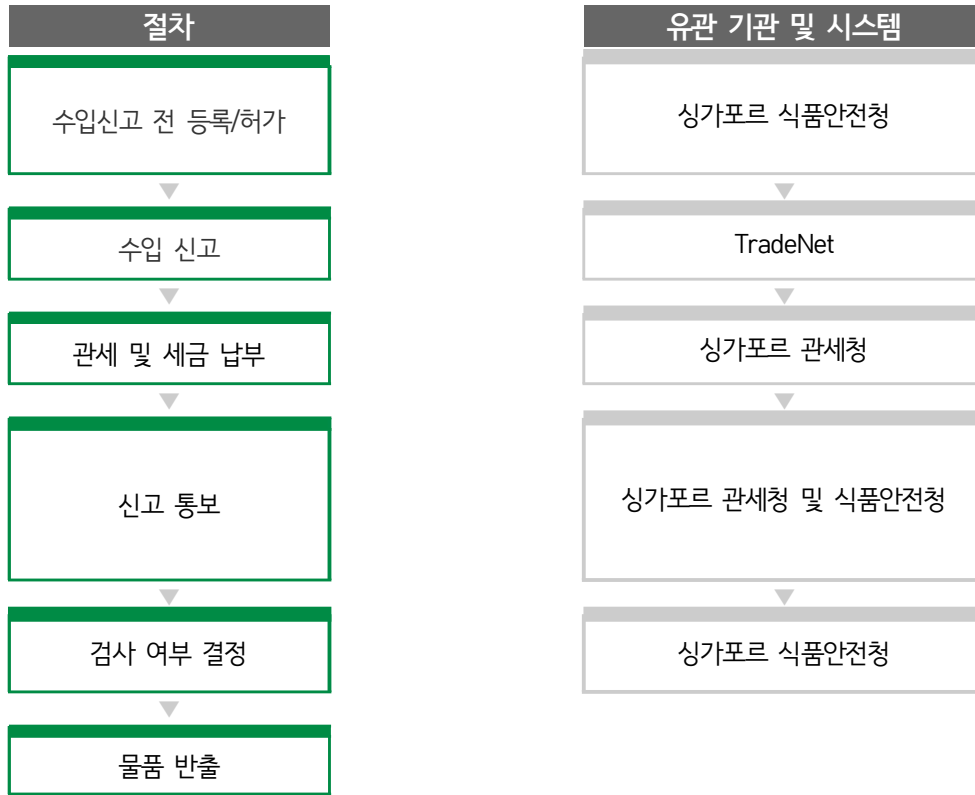 절차
유관 기관 및 시스템
수입신고 전 등록/허가
싱가포르 식품안전청
수입 신고
TradeNet
관세 및 세금 납부
싱가포르 관세청
신고 통보
싱가포르 관세청 및 식품안전청
검사 여부 결정
싱가포르 식품안전청
물품 반출